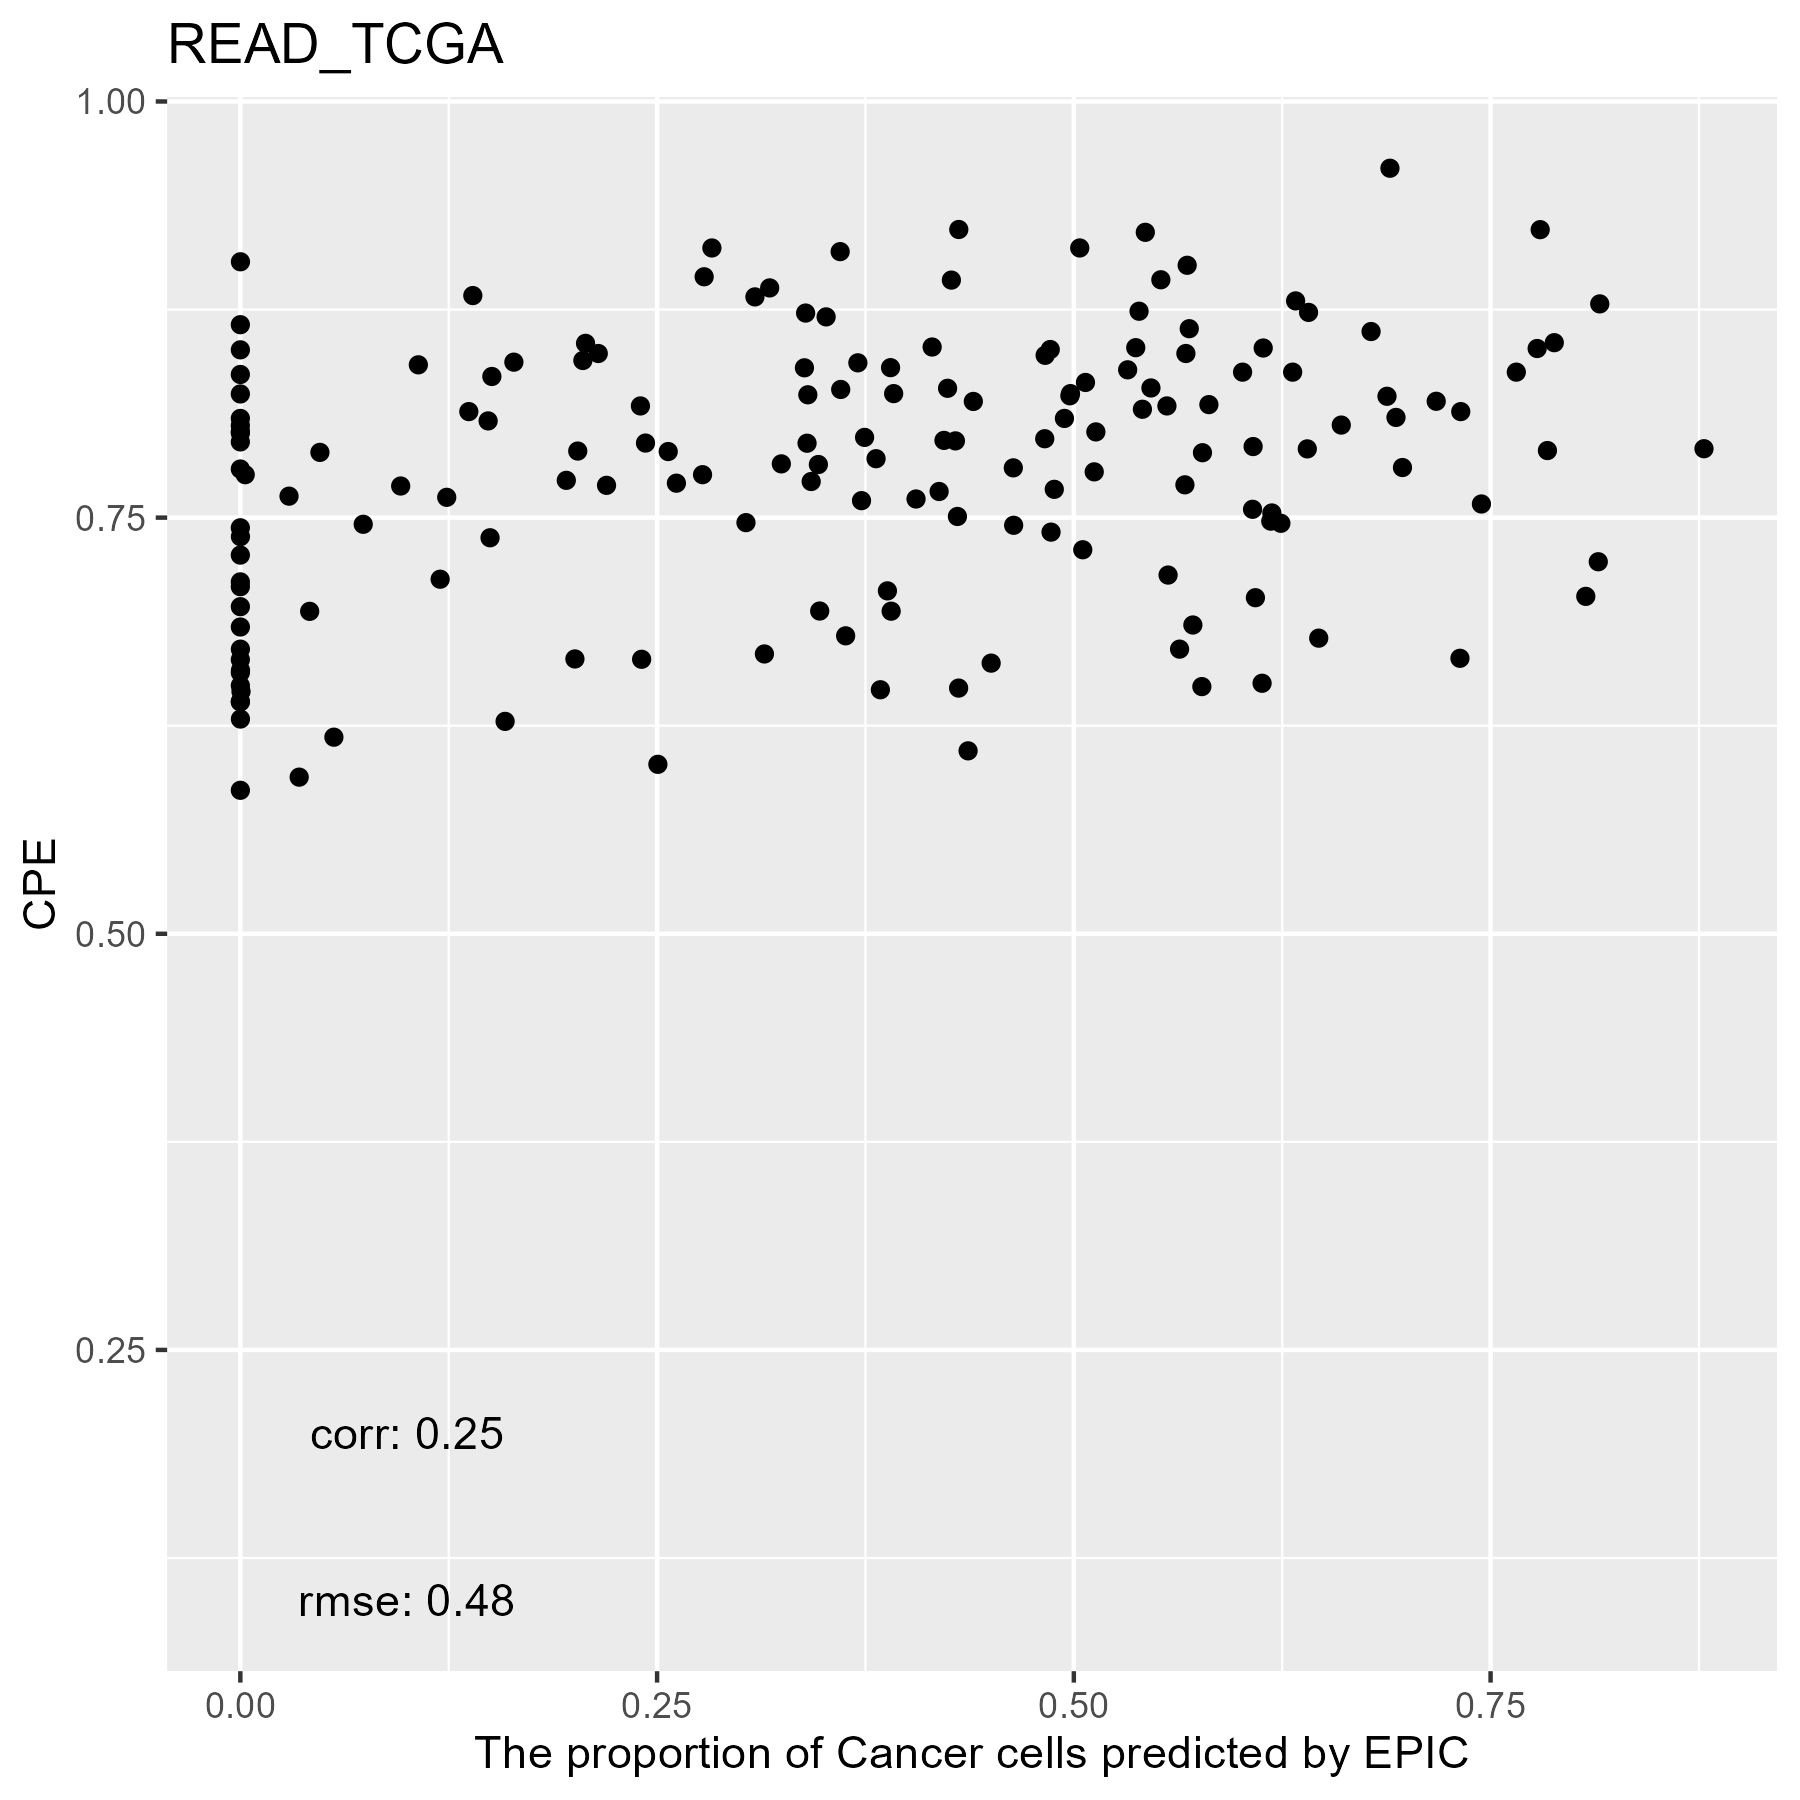 READ_TCGA
1.00
0.75
0.50
0.25
CPE
corr: 0.25
rmse: 0.48
0.00 0.25 0.50 0.75
The proportion of Cancer cells predicted by EPIC